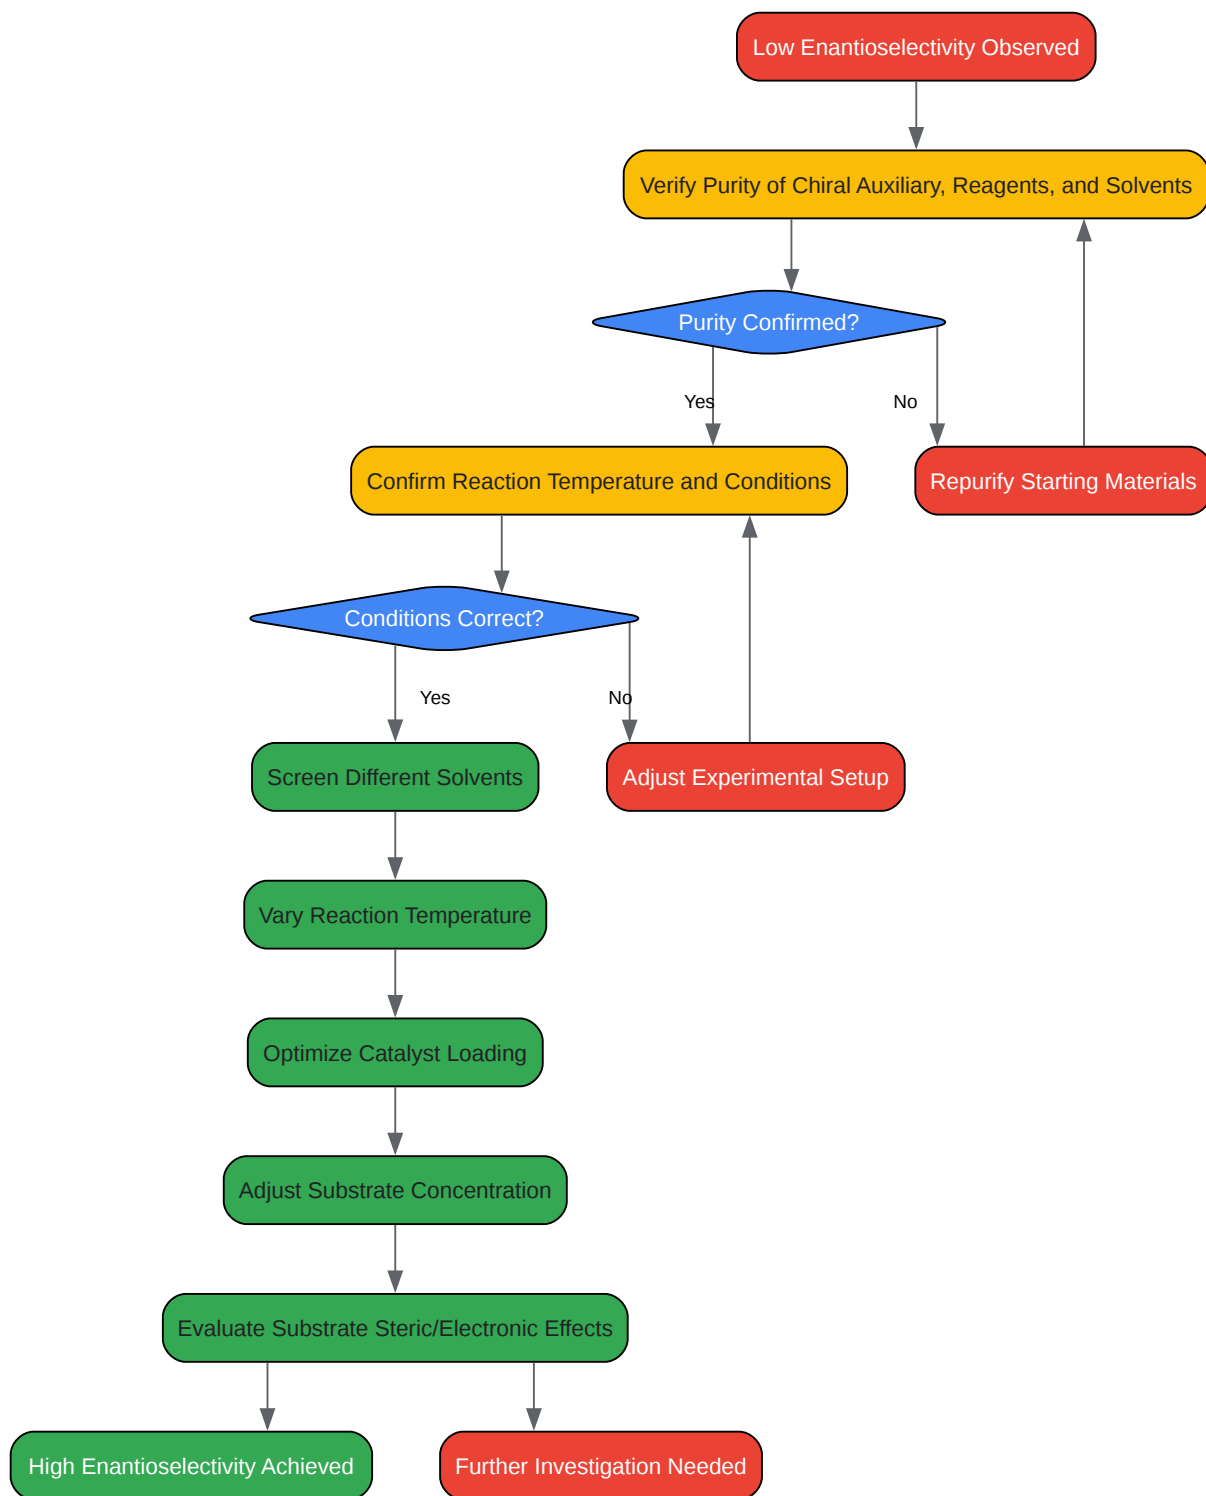 Low Enantioselectivity Observed
Verify Purity of Chiral Auxiliary, Reagents, and Solvents
Purity Confirmed?
Yes
No
Confirm Reaction Temperature and Conditions
Repurify Starting Materials
Conditions Correct?
Yes
No
Screen Different Solvents
Adjust Experimental Setup
Vary Reaction Temperature
Optimize Catalyst Loading
Adjust Substrate Concentration
Evaluate Substrate Steric/Electronic Effects
High Enantioselectivity Achieved
Further Investigation Needed